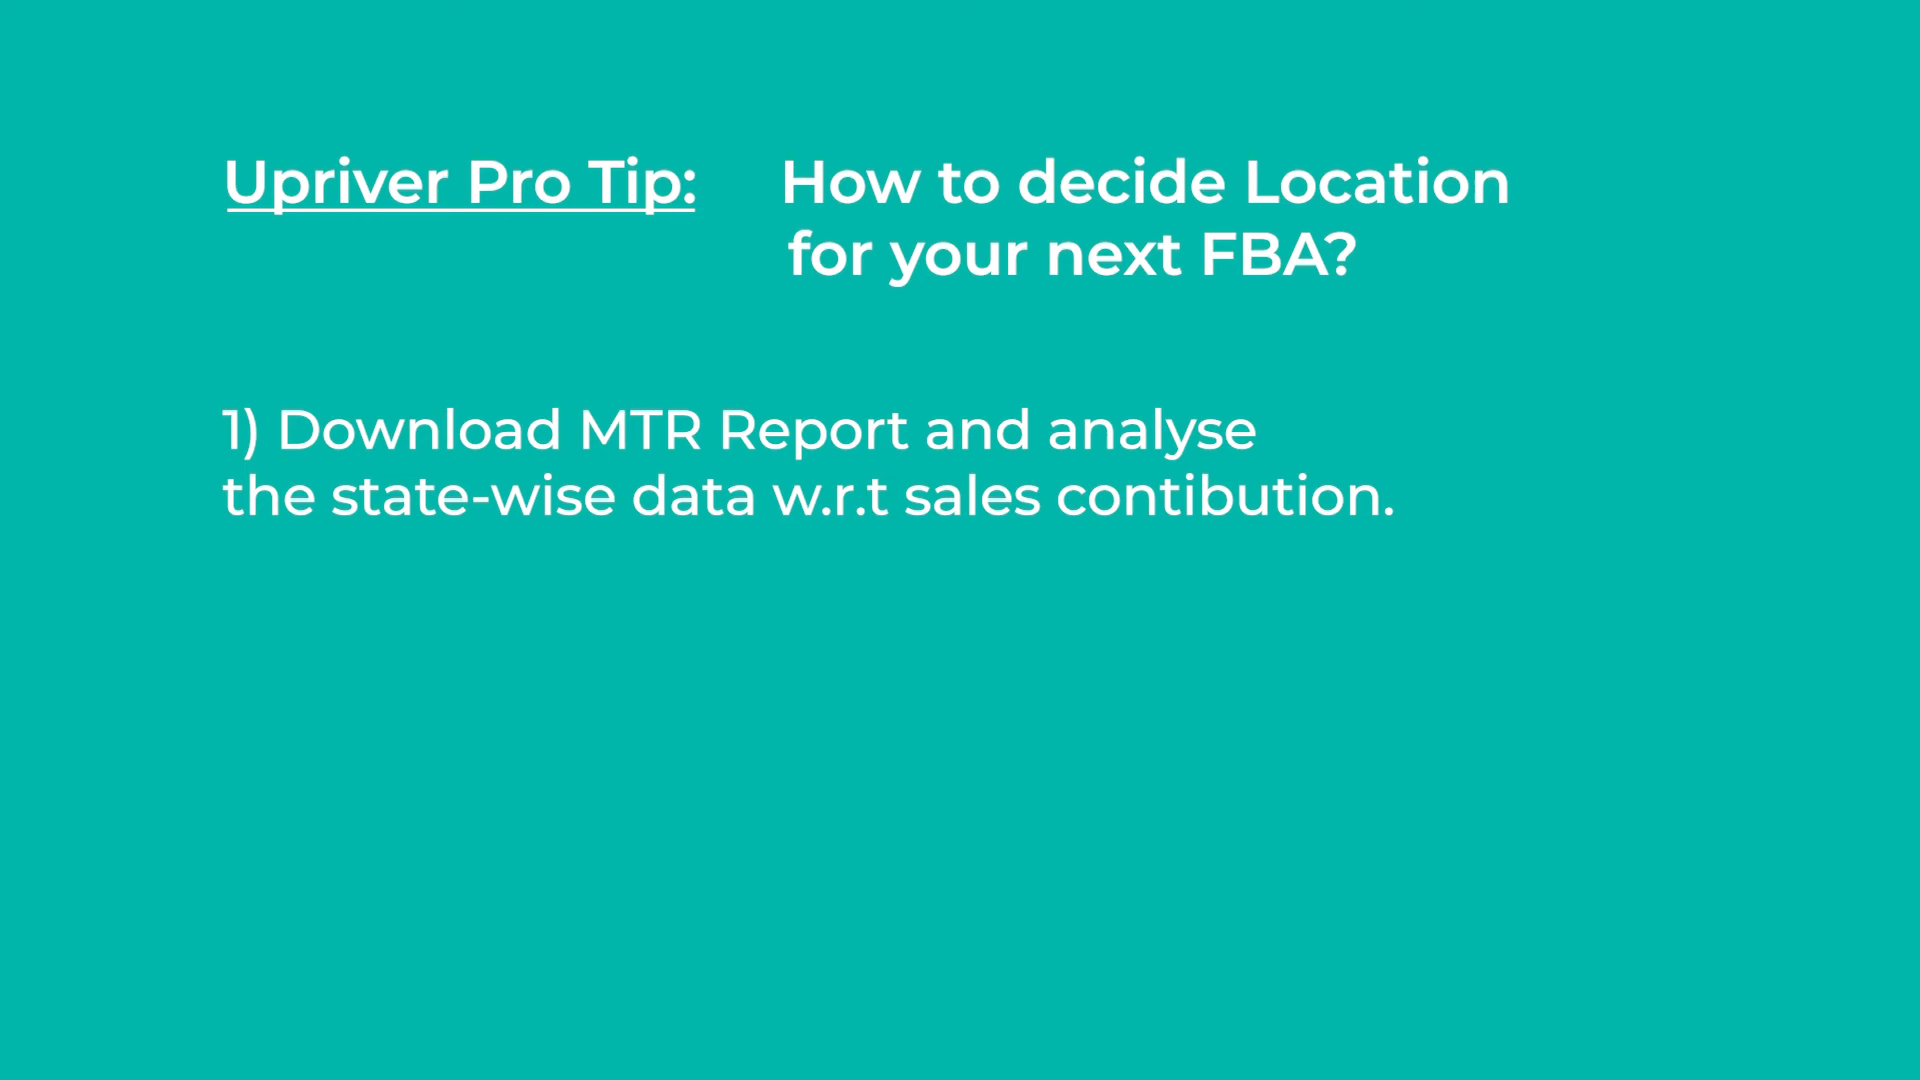 Upriver Pro Tip: How to decide Location
for your next FBA?
1) Download MTR Report and analyse
the state-wise data w.r.t sales contibution.